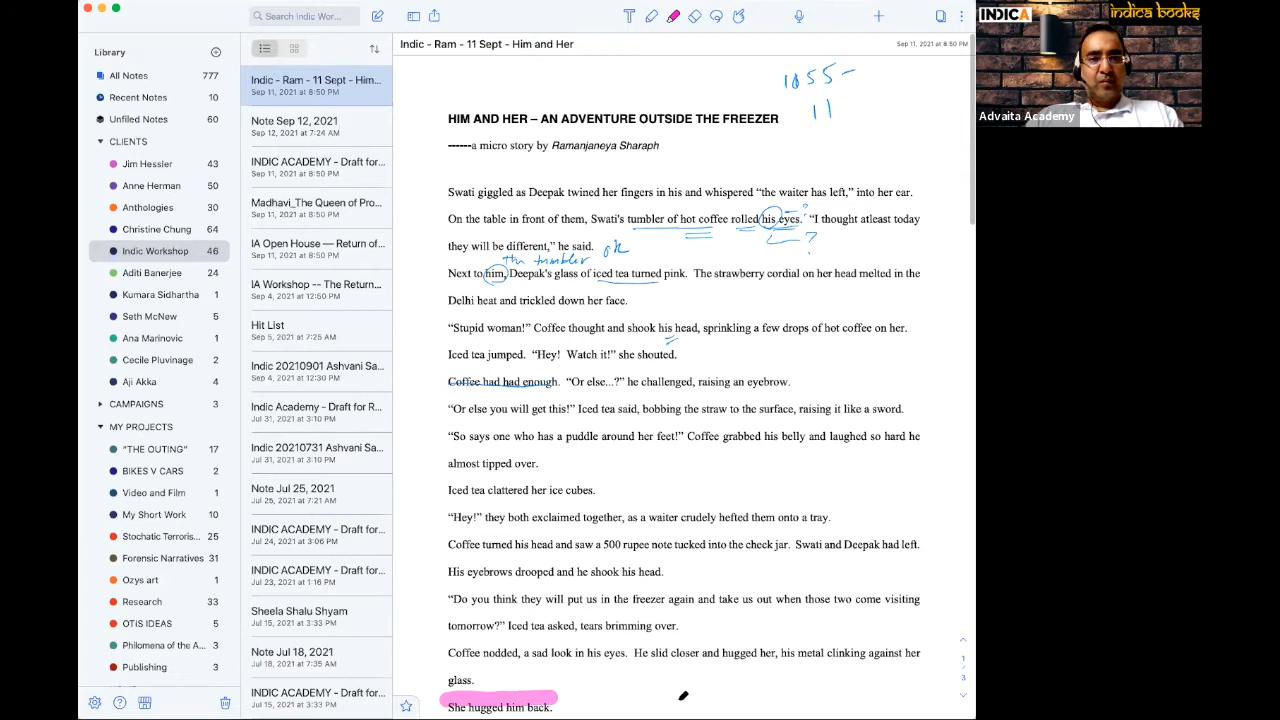 Search Indic Wor...
INDICA
indica books
Advaita Academy
Library
All Notes 777
Recent Notes 10
Unfiled Notes 60
CLIENTS
Jim Hessler 43
Anne Herman 50
Anthologies 30
Christine Chung 91
Indic Workshop 46
Aditi Banerjee 24
Kumara Sidhartha 1
Seth McNew 5
Ana Marinovic 1
Cecile Pluvinage 2
Aji Akka 4
CAMPAIGNS 3
MY PROJECTS
"THE OUTING" 17
BIKES V CARS 2
Video and Film 1
My Short Work 10
Stochastic Terroris... 25
Forensic Narratives 31
Ozys art 1
Research 33
OTIS IDEAS 5
Philomena of the A... 3
Publishing 3
Indic - Ram - 11 Sept - Him...
Sep 11, 2021 at 8:50 PM
Note Sep 12, 2021
Sep 12, 2021 at 7:24 AM
INDIC ACADEMY - Draft for...
Sep 11, 2021 at 8:50 PM
Madhavi_The Queen of Pro...
Sep 11, 2021 at 8:50 PM
IA Open House — Return of...
Sep 4, 2021 at 8:50 PM
IA Workshop -- The Return...
Sep 4, 2021 at 12:50 PM
Hit List
Sep 5, 2021 at 7:25 AM
Indic 20210901 Ashvani Sa...
Sep 4, 2021 at 12:30 PM
Indic Academy - Draft for R...
Jul 31, 2021 at 3:10 PM
Indic 20210731 Ashvani Sa...
Jul 31, 2021 at 3:10 PM
Note Jul 25, 2021
Jul 25, 2021 at 7:21 AM
INDIC ACADEMY - Draft for...
Jul 24, 2021 at 3:06 PM
INDIC ACADEMY - Draft for...
Jul 23, 2021 at 1:16 PM
Sheela Shalu Shyam
Jul 15, 2021 at 3:33 PM
Note Jul 18, 2021
Jul 18, 2021 at 7:35 AM
INDIC ACADEMY - Draft for...
Jul 15, 2021 at 3:33 PM
Indic - Ram - 11 Sept - Him and Her
Sep 11, 2021 at 8:50 PM
1055-
11
HIM AND HER – AN ADVENTURE OUTSIDE THE FREEZER
------a micro story by Ramanjaneya Sharaph
Swati giggled as Deepak twined her fingers in his and whispered "the waiter has left," into her ear.
On the table in front of them, Swati's tumbler of hot coffee rolled his eyes. "I thought atleast today
they will be different," he said.
ok
?
the tumbler
Next to him, Deepak's glass of iced tea turned pink. The strawberry cordial on her head melted in the
Delhi heat and trickled down her face.
"Stupid woman!" Coffee thought and shook his head, sprinkling a few drops of hot coffee on her.
Iced tea jumped. "Hey! Watch it!" she shouted.
Coffee had had enough. "Or else...?" he challenged, raising an eyebrow.
"Or else you will get this!" Iced tea said, bobbing the straw to the surface, raising it like a sword.
"So says one who has a puddle around her feet!" Coffee grabbed his belly and laughed so hard he
almost tipped over.
Iced tea clattered her ice cubes.
"Hey!" they both exclaimed together, as a waiter crudely hefted them onto a tray.
Coffee turned his head and saw a 500 rupee note tucked into the check jar. Swati and Deepak had left.
His eyebrows drooped and he shook his head.
"Do you think they will put us in the freezer again and take us out when those two come visiting
tomorrow?" Iced tea asked, tears brimming over.
Coffee nodded, a sad look in his eyes. He slid closer and hugged her, his metal clinking against her
glass.
She hugged him back.
1
3